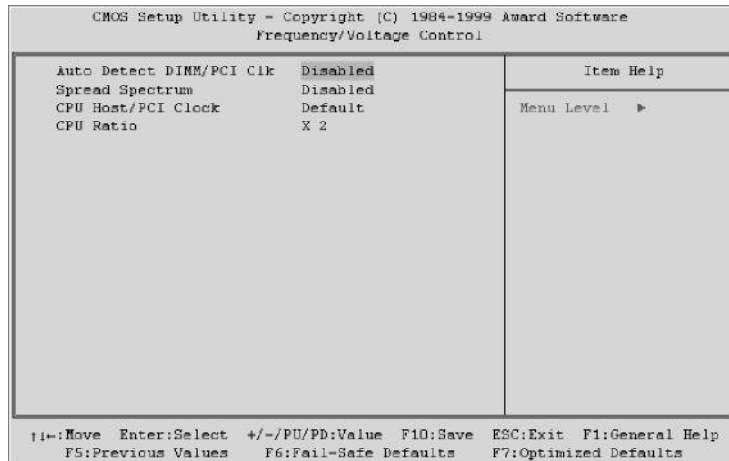 CMOS Setup Utility - Copyright (C) 1984-1999 Award Software
Frequency/Voltage Control
Auto Detect DIMM/PCI Clk Disabled
Spread Spectrum Disabled
CPU Host/PCI Clock Default
CPU Ratio X 2
Item Help
Menu Level ▶
↑↓←:Move Enter:Select +/-/PU/PD:Value F10:Save ESC:Exit F1:General Help
F5:Previous Values F6:Fail-Safe Defaults F7:Optimized Defaults